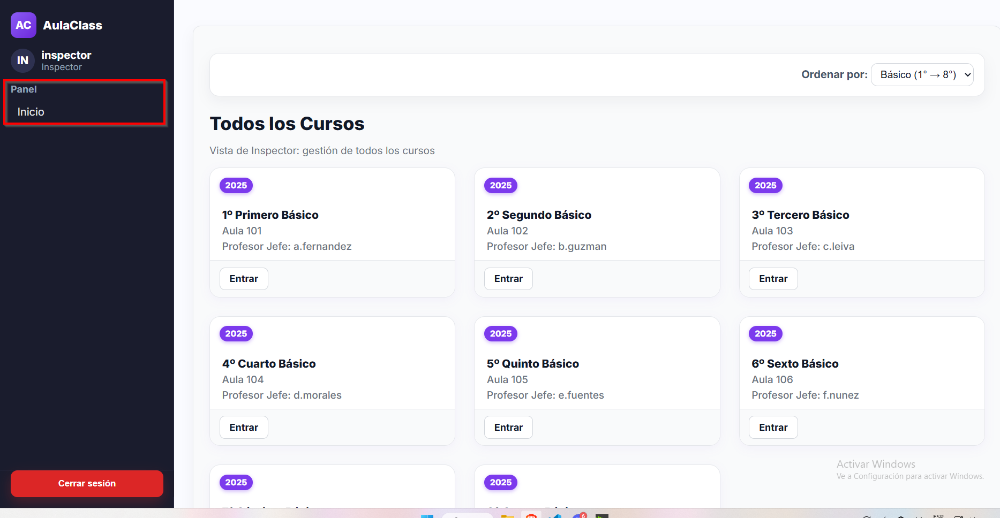 AC AulaClass
IN inspector
Inspector
Panel
Inicio
Cerrar sesión
Ordenar por: Básico (1° → 8°)
Todos los Cursos
Vista de Inspector: gestión de todos los cursos
2025
1º Primero Básico
Aula 101
Profesor Jefe: a.fernandez
Entrar
2025
2º Segundo Básico
Aula 102
Profesor Jefe: b.guzman
Entrar
2025
3º Tercero Básico
Aula 103
Profesor Jefe: c.leiva
Entrar
2025
4º Cuarto Básico
Aula 104
Profesor Jefe: d.morales
Entrar
2025
5º Quinto Básico
Aula 105
Profesor Jefe: e.fuentes
Entrar
2025
6º Sexto Básico
Aula 106
Profesor Jefe: f.nunez
Entrar
2025
2025
Activar Windows
Ve a Configuración para activar Windows.
6
ESP